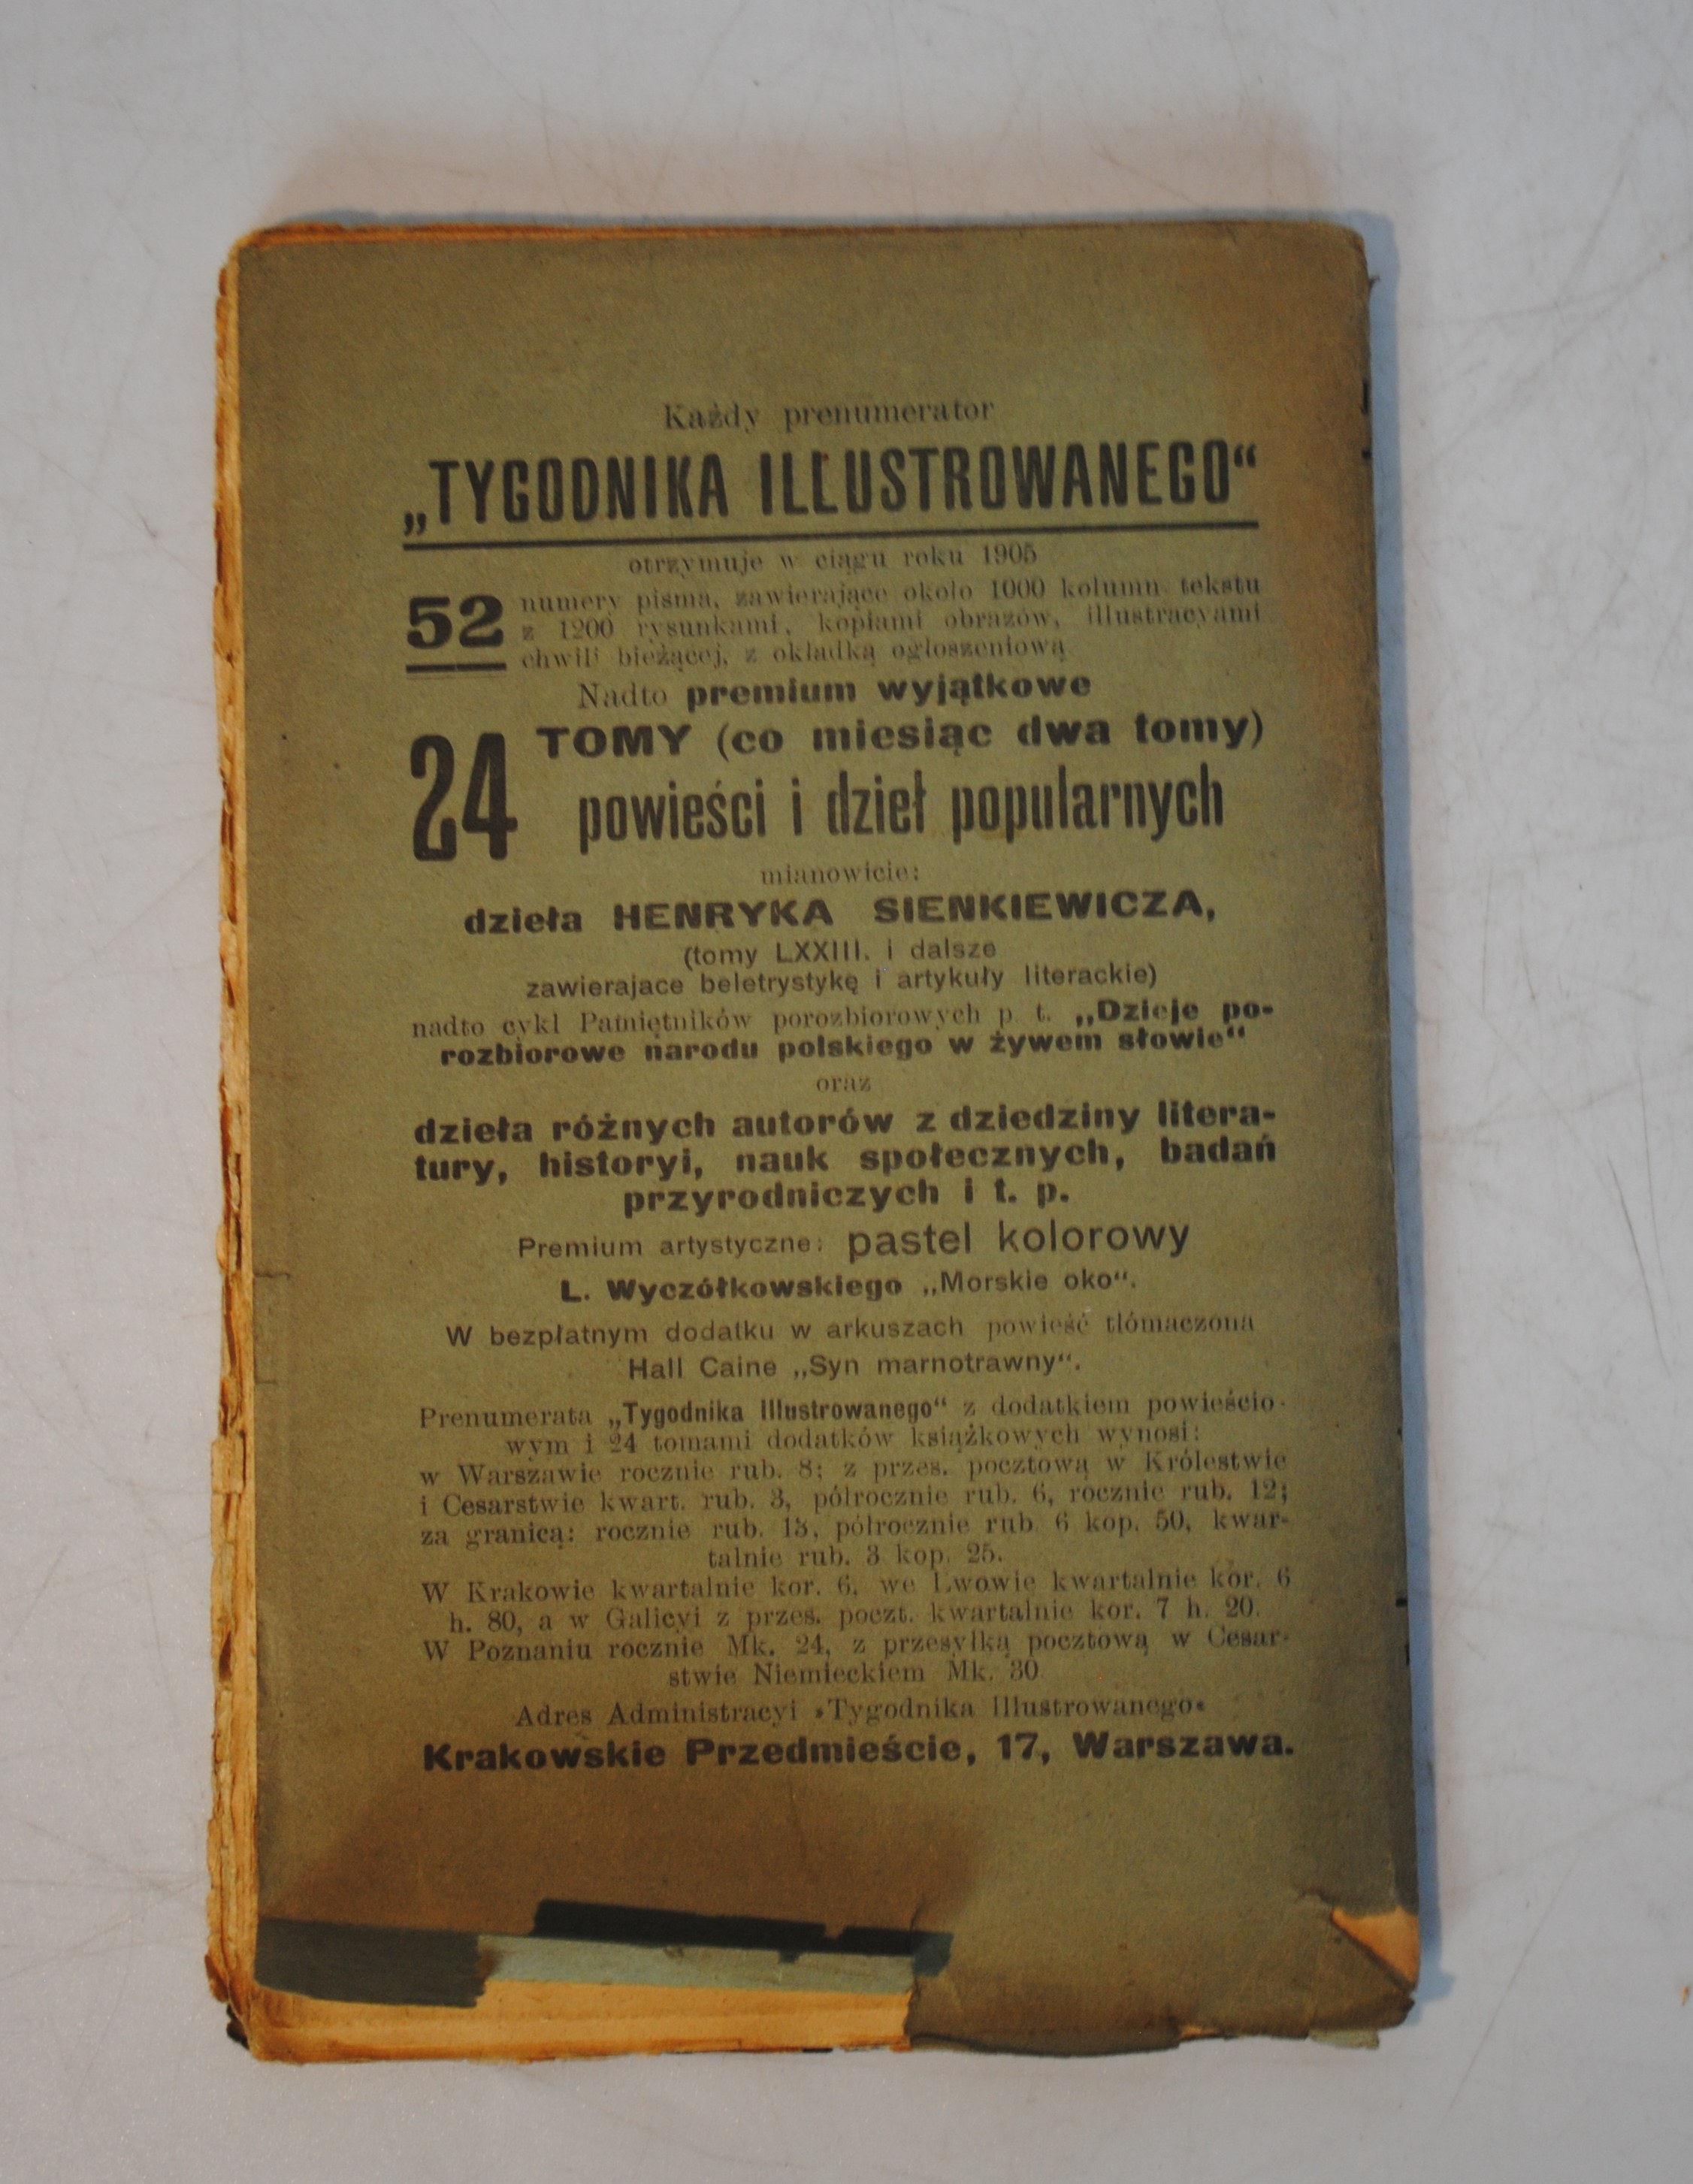 Każdy prenumerator
„TYGODNIKA ILLUSTROWANEGO“
otrzymuje w ciągu roku 1905
52 numery pisma, zawierające około 1000 kolumn tekstu
z 1200 rysunkami, kopiami obrazów, illustracyami
chwili bieżącej, z okładką ogłoszeniową
Nadto premium wyjątkowe
24 TOMY (co miesiąc dwa tomy)
powieści i dzieł popularnych
mianowicie:
dzieła HENRYKA SIENKIEWICZA,
(tomy LXXIII. i dalsze
zawierajace beletrystykę i artykuły literackie)
nadto cykl Pamiętników porozbiorowych p. t. „Dzieje po-
rozbiorowe narodu polskiego w żywem słowie“
oraz
dzieła różnych autorów z dziedziny litera-
tury, historyi, nauk społecznych, badań
przyrodniczych i t. p.
Premium artystyczne: pastel kolorowy
L. Wyczółkowskiego „Morskie oko“.
W bezpłatnym dodatku w arkuszach powieść tłómaczona
Hall Caine „Syn marnotrawny“.
Prenumerata „Tygodnika Illustrowanego“ z dodatkiem powieścio-
wym i 24 tomami dodatków książkowych wynosi:
w Warszawie rocznie rub. 8; z przes. pocztową w Królestwie
i Cesarstwie kwart. rub. 3, półrocznie rub. 6, rocznie rub. 12;
za granicą: rocznie rub. 13, półrocznie rub. 6 kop. 50, kwar-
talnie rub. 3 kop. 25.
W Krakowie kwartalnie kor. 6, we Lwowie kwartalnie kor. 6
h. 80, a w Galicyi z przes. poczt. kwartalnie kor. 7 h. 20.
W Poznaniu rocznie Mk. 24, z przesyłką pocztową w Cesar-
stwie Niemieckiem Mk. 30
Adres Administracyi »Tygodnika Illustrowanego«
Krakowskie Przedmieście, 17, Warszawa.